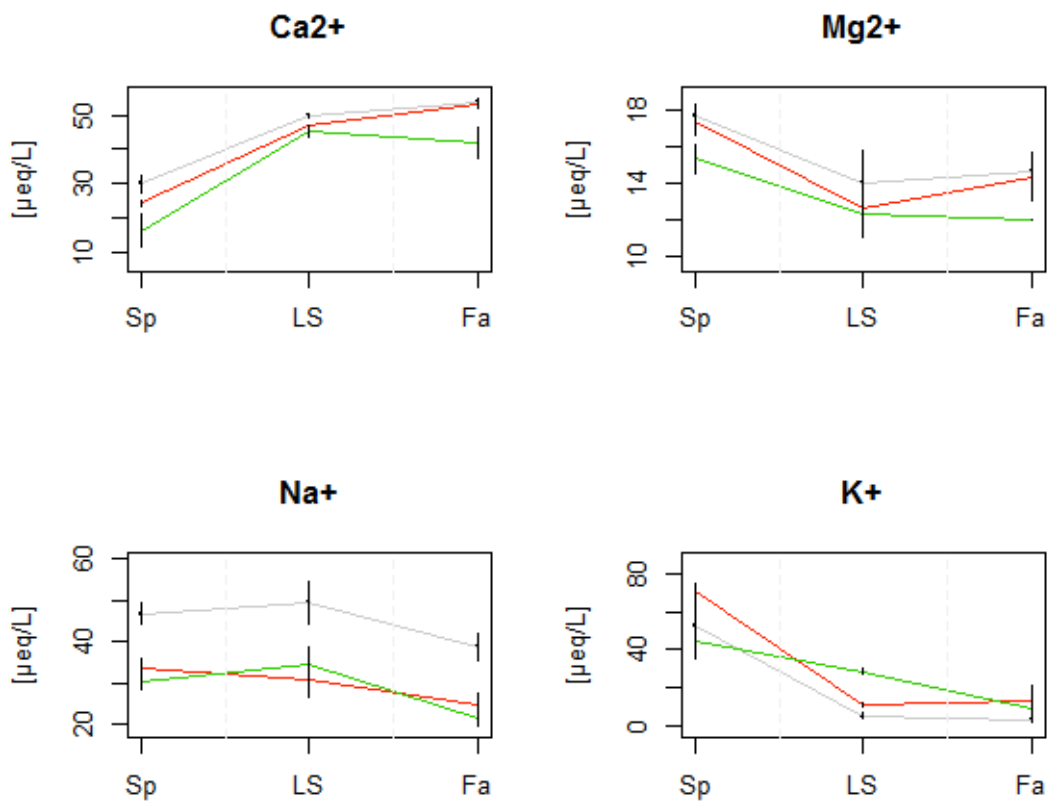 Ca2+
[µeq/L]
50
30
10
Sp LS Fa
Mg2+
[µeq/L]
18
14
10
Sp LS Fa
Na+
[µeq/L]
60
40
20
Sp LS Fa
K+
[µeq/L]
80
40
0
Sp LS Fa